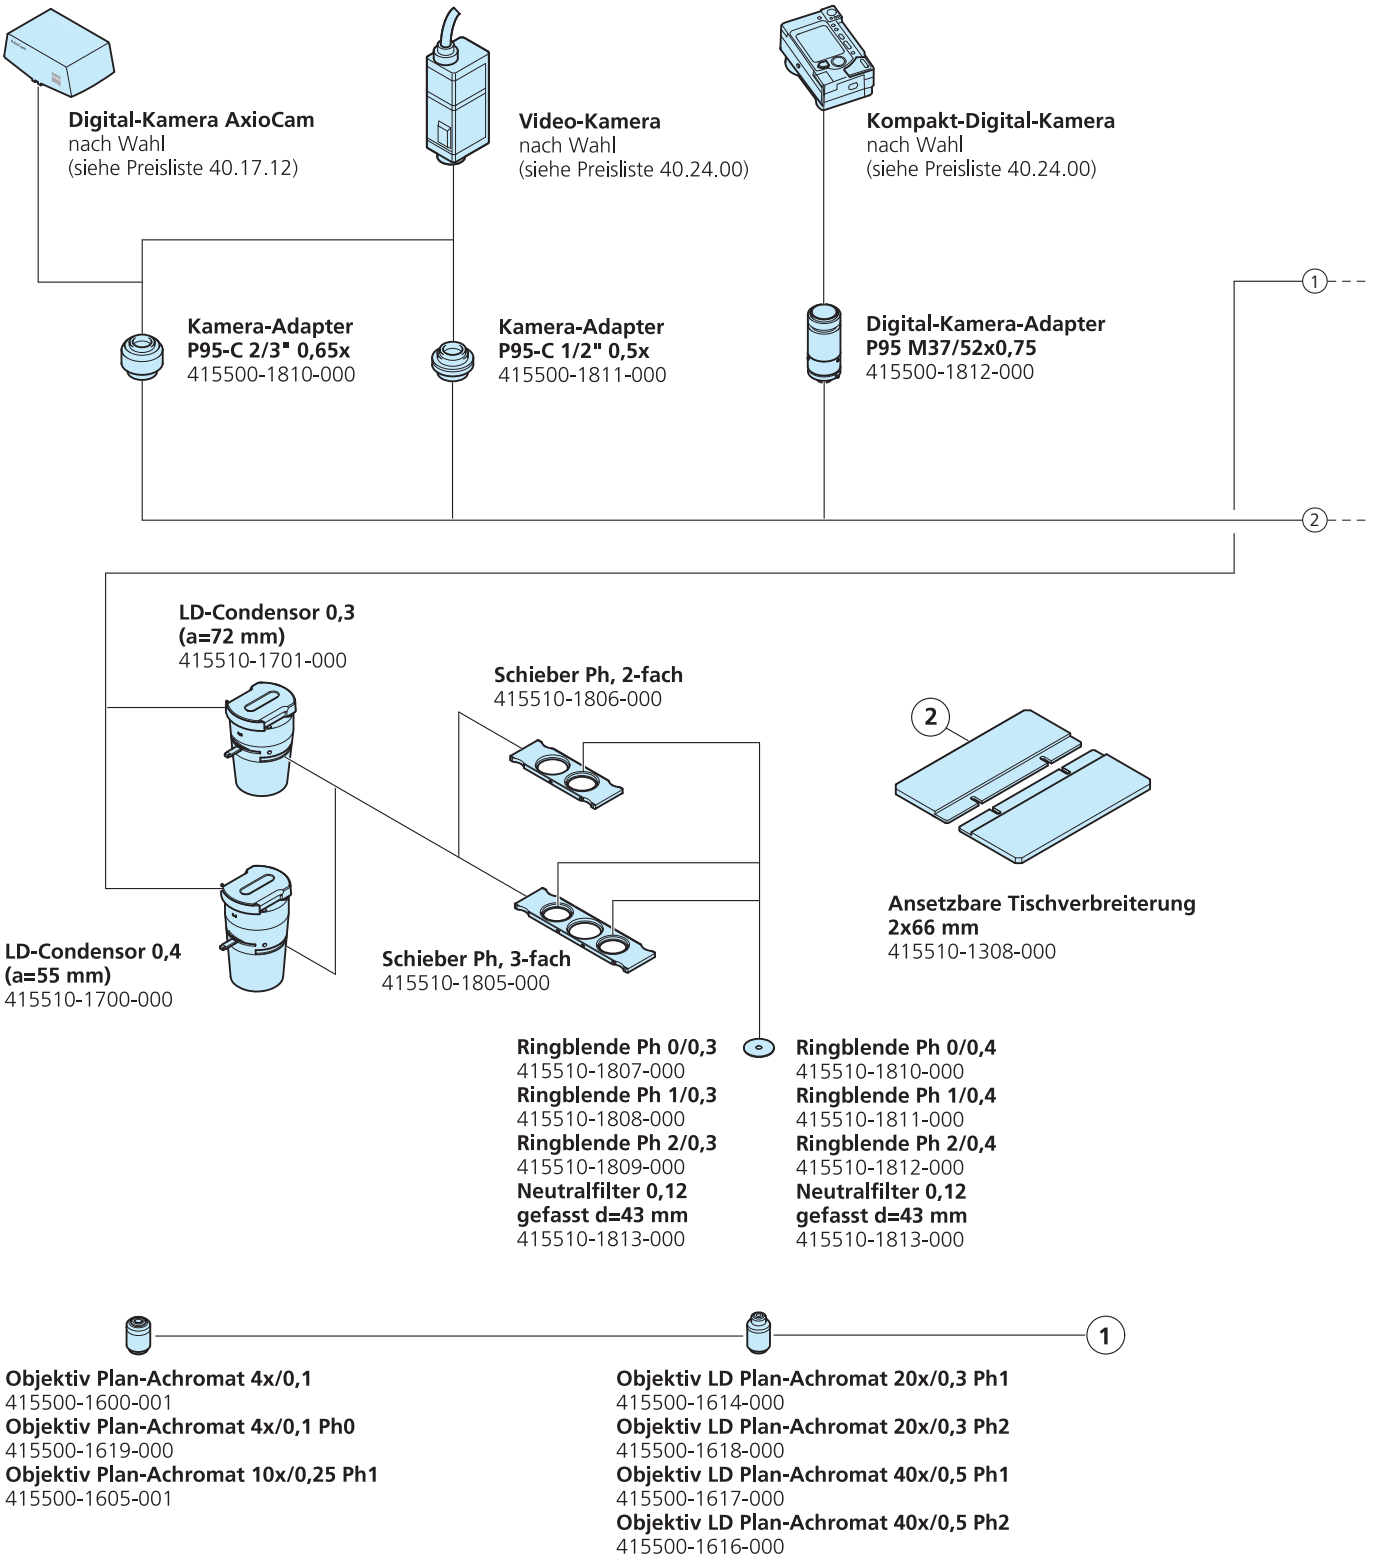 AxioCam
Digital-Kamera AxioCam
nach Wahl
(siehe Preisliste 40.17.12)
Video-Kamera
nach Wahl
(siehe Preisliste 40.24.00)
Kompakt-Digital-Kamera
nach Wahl
(siehe Preisliste 40.24.00)
1
Kamera-Adapter
P95-C 2/3" 0,65x
415500-1810-000
Kamera-Adapter
P95-C 1/2" 0,5x
415500-1811-000
Digital-Kamera-Adapter
P95 M37/52x0,75
415500-1812-000
2
LD-Condensor 0,3
(a=72 mm)
415510-1701-000
Schieber Ph, 2-fach
415510-1806-000
2
Ansetzbare Tischverbreiterung
2x66 mm
415510-1308-000
LD-Condensor 0,4
(a=55 mm)
415510-1700-000
Schieber Ph, 3-fach
415510-1805-000
Ringblende Ph 0/0,3
415510-1807-000
Ringblende Ph 1/0,3
415510-1808-000
Ringblende Ph 2/0,3
415510-1809-000
Neutralfilter 0,12
gefasst d=43 mm
415510-1813-000
Ringblende Ph 0/0,4
415510-1810-000
Ringblende Ph 1/0,4
415510-1811-000
Ringblende Ph 2/0,4
415510-1812-000
Neutralfilter 0,12
gefasst d=43 mm
415510-1813-000
1
Objektiv Plan-Achromat 4x/0,1
415500-1600-001
Objektiv Plan-Achromat 4x/0,1 Ph0
415500-1619-000
Objektiv Plan-Achromat 10x/0,25 Ph1
415500-1605-001
Objektiv LD Plan-Achromat 20x/0,3 Ph1
415500-1614-000
Objektiv LD Plan-Achromat 20x/0,3 Ph2
415500-1618-000
Objektiv LD Plan-Achromat 40x/0,5 Ph1
415500-1617-000
Objektiv LD Plan-Achromat 40x/0,5 Ph2
415500-1616-000